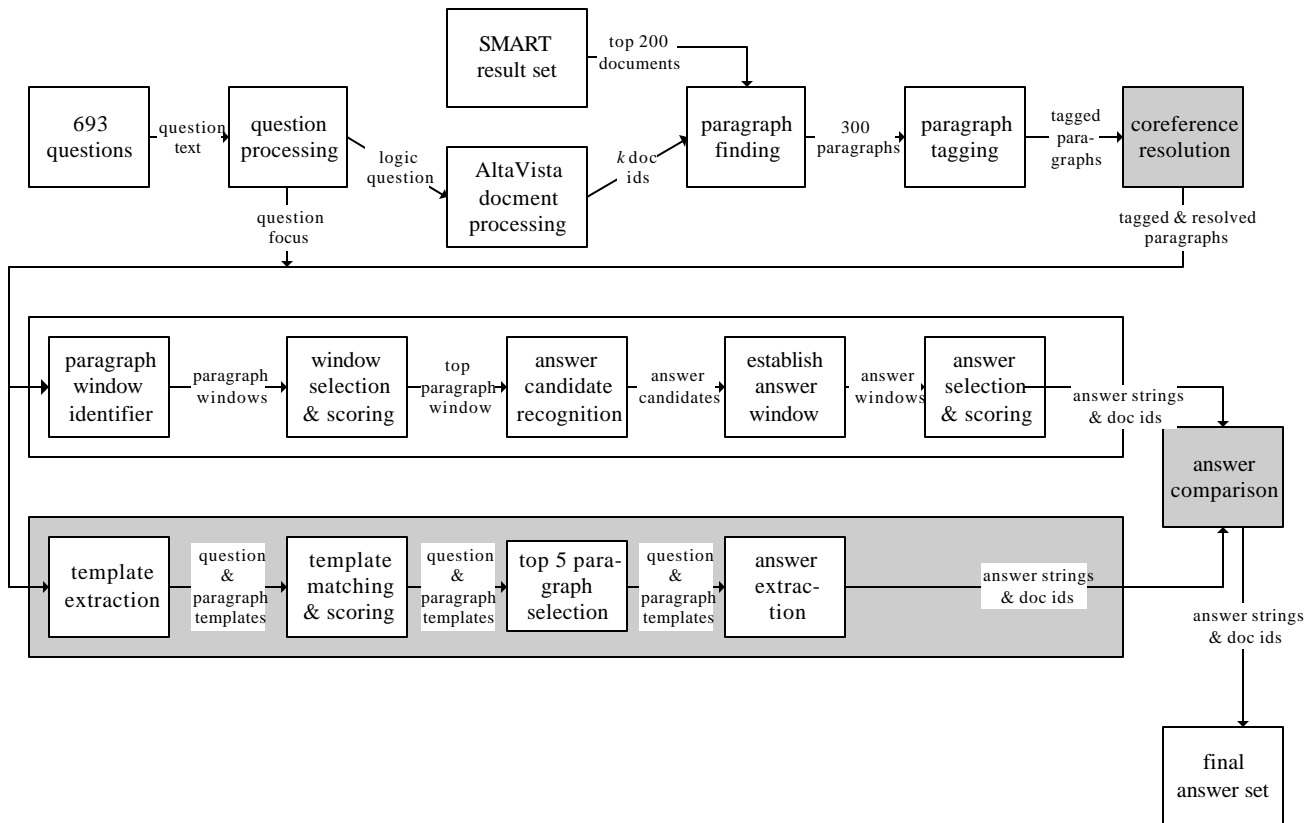 SMART
result set
top 200
documents
693
questions
question
text
question
processing
logic
question
AltaVista
docment
processing
k doc
ids
paragraph
finding
300
paragraphs
paragraph
tagging
tagged
para-
graphs
coreference
resolution
question
focus
tagged & resolved
paragraphs
paragraph
window
identifier
paragraph
windows
window
selection
& scoring
top
paragraph
window
answer
candidate
recognition
answer
candidates
establish
answer
window
answer
windows
answer
selection
& scoring
answer strings
& doc ids
answer
comparison
template
extraction
question
&
paragraph
templates
template
matching
& scoring
question
&
paragraph
templates
top 5 para-
graph
selection
question
&
paragraph
templates
answer
extrac-
tion
answer strings
& doc ids
answer strings
& doc ids
final
answer set